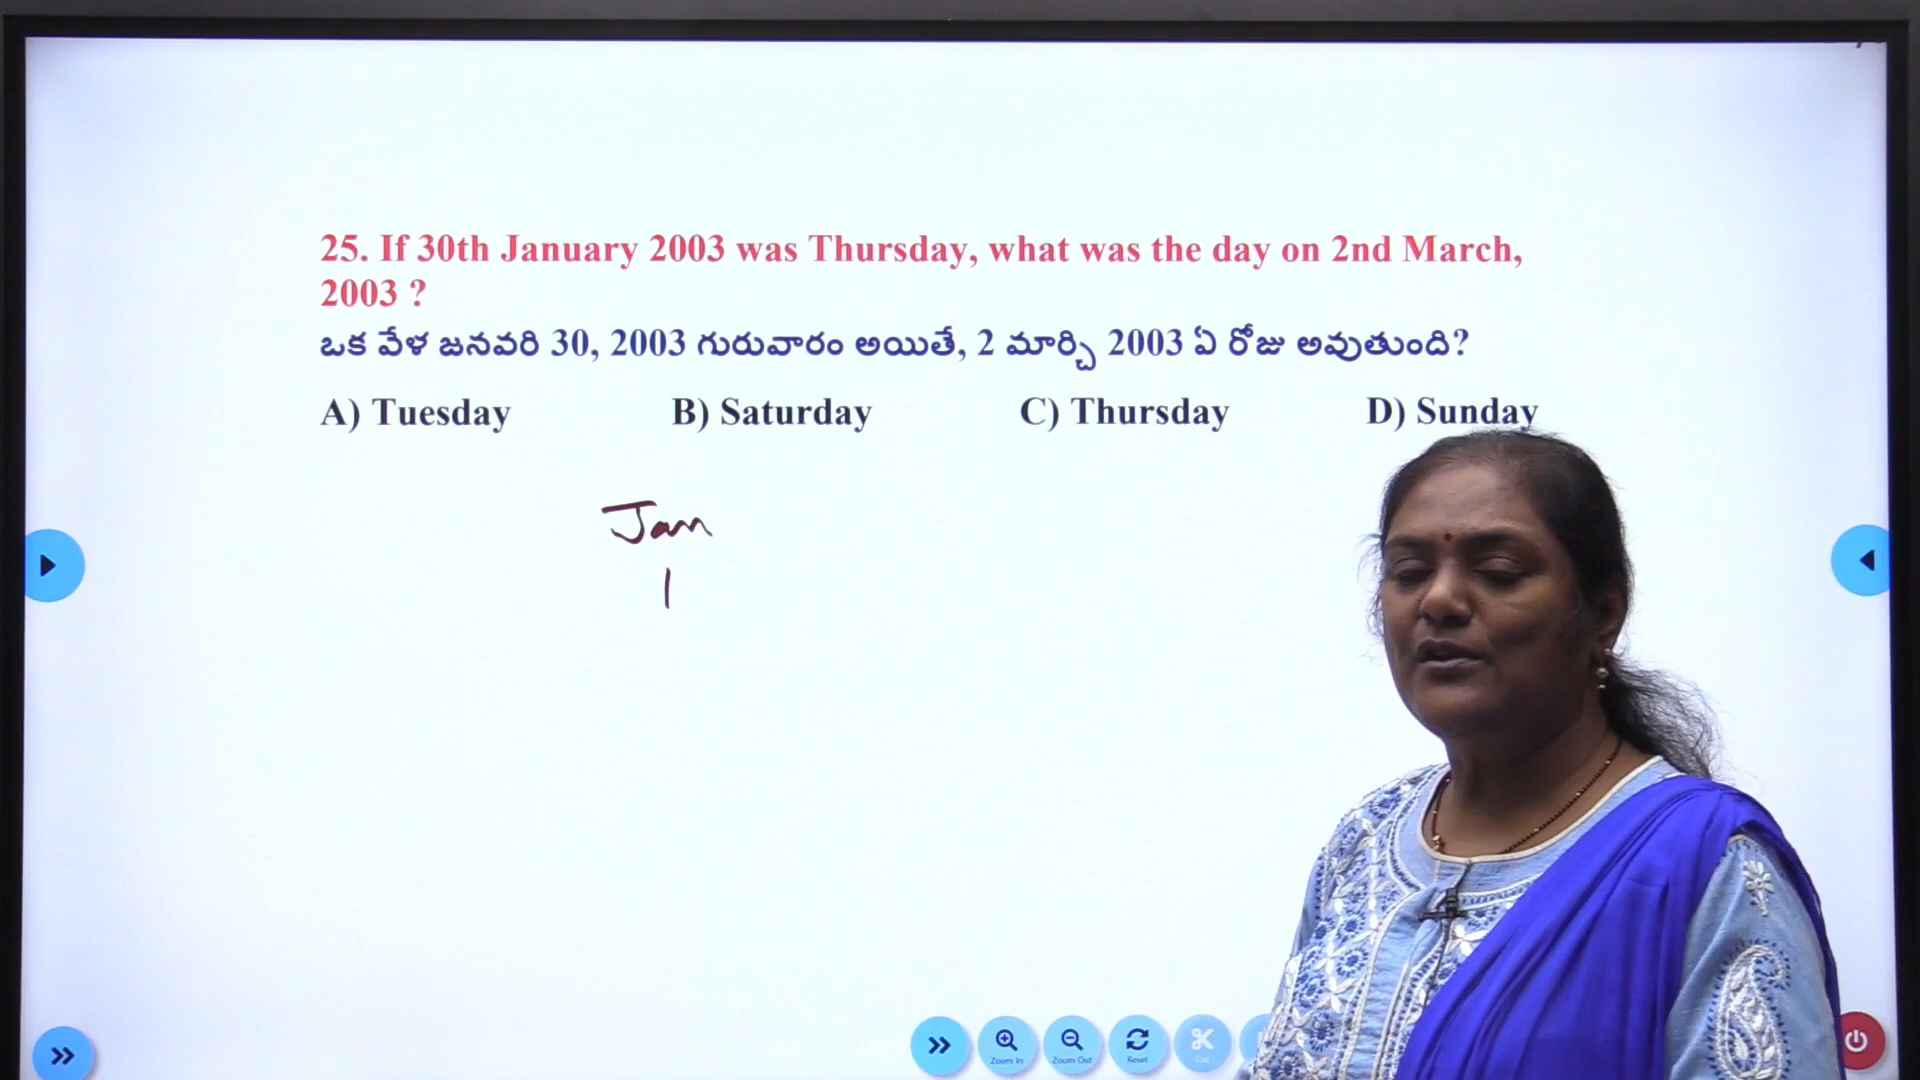 25. If 30th January 2003 was Thursday, what was the day on 2nd March,
2003 ?
ఒక వేళ జనవరి 30, 2003 గురువారం అయితే, 2 మార్చి 2003 ఏ రోజు అవుతుంది?
A) Tuesday B) Saturday C) Thursday D) Sunday
Jan
1
Zoom In Zoom Out Reset Cut